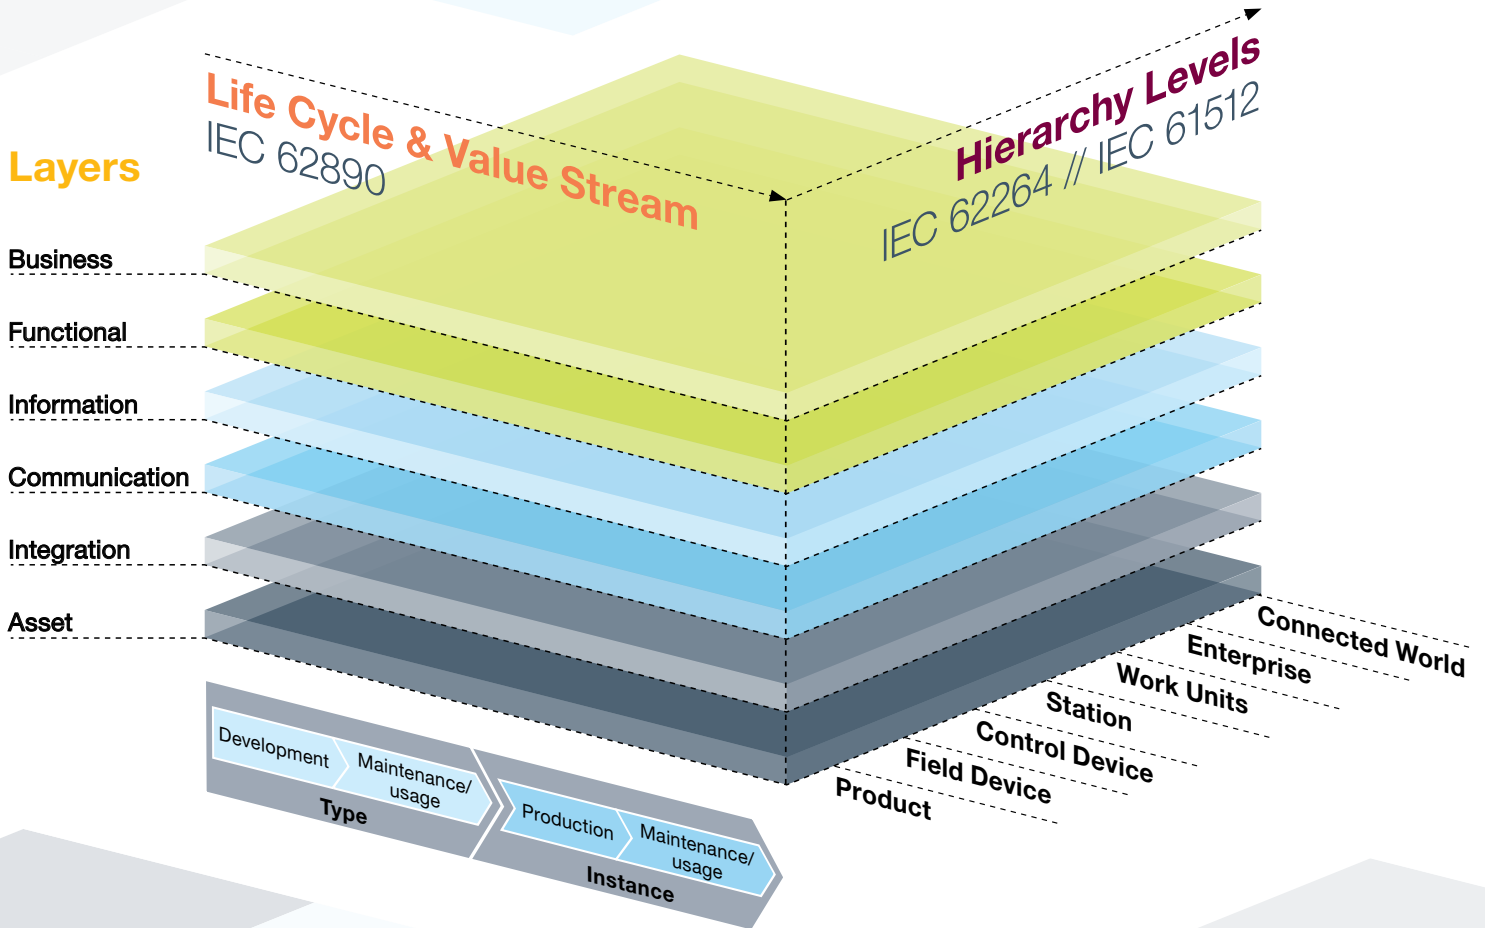 Life Cycle & Value Stream
IEC 62890
Hierarchy Levels
IEC 62264 // IEC 61512
Layers
Business
Functional
Information
Communication
Integration
Asset
Connected World
Enterprise
Work Units
Station
Control Device
Field Device
Product
Development
Maintenance/
usage
Type
Production
Maintenance/
usage
Instance